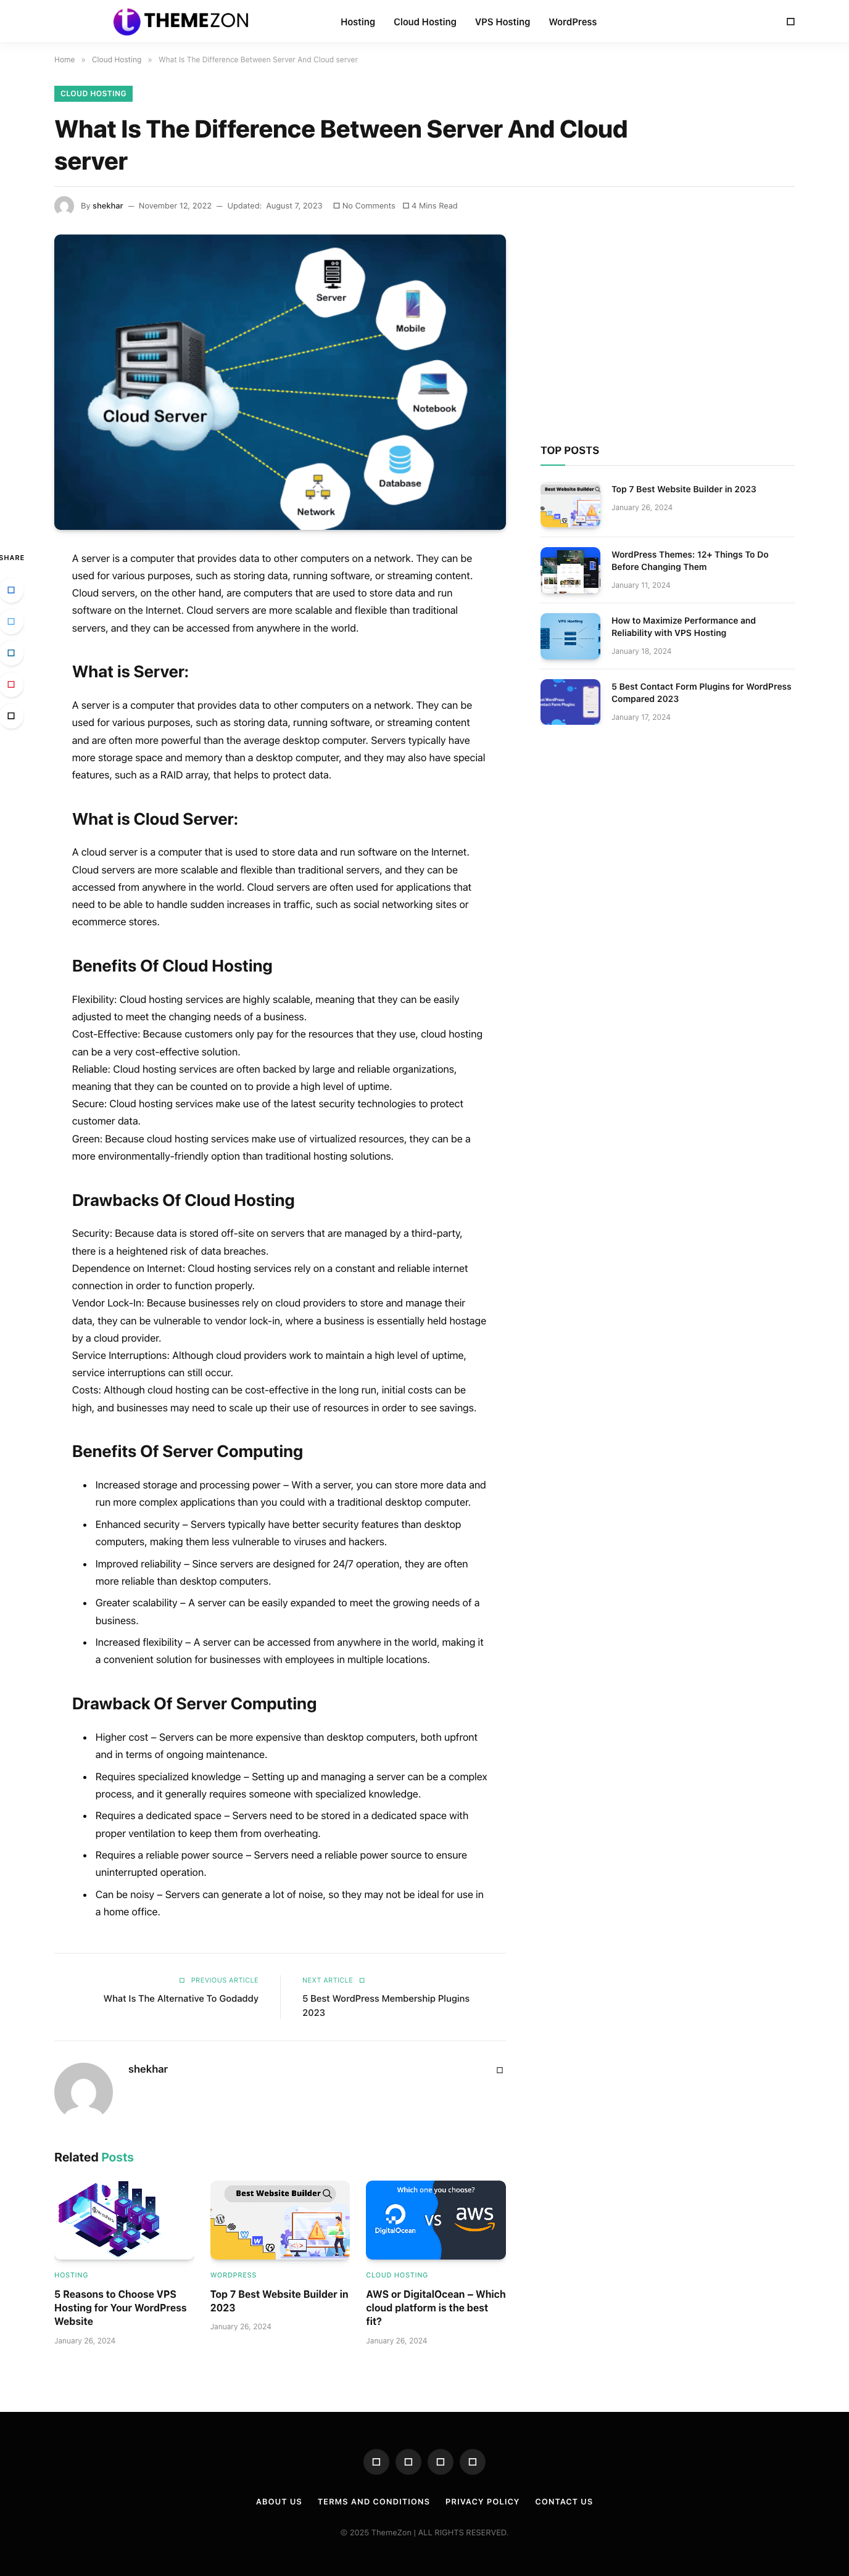 THEMEZON
Hosting Cloud Hosting VPS Hosting WordPress
Home » Cloud Hosting » What Is The Difference Between Server And Cloud server
CLOUD HOSTING
What Is The Difference Between Server And Cloud
server
By shekhar — November 12, 2022 — Updated: August 7, 2023 No Comments 4 Mins Read
Server
Mobile
Notebook
Cloud Server
Database
Network
TOP POSTS
Best Website Builder
Top 7 Best Website Builder in 2023
January 26, 2024
WordPress Themes: 12+ Things To Do
Before Changing Them
January 11, 2024
VPS Hosting
How to Maximize Performance and
Reliability with VPS Hosting
January 18, 2024
5 Best Contact Form Plugins for WordPress
Compared 2023
January 17, 2024
SHARE
A server is a computer that provides data to other computers on a network. They can be
used for various purposes, such as storing data, running software, or streaming content.
Cloud servers, on the other hand, are computers that are used to store data and run
software on the Internet. Cloud servers are more scalable and flexible than traditional
servers, and they can be accessed from anywhere in the world.
What is Server:
A server is a computer that provides data to other computers on a network. They can be
used for various purposes, such as storing data, running software, or streaming content
and are often more powerful than the average desktop computer. Servers typically have
more storage space and memory than a desktop computer, and they may also have special
features, such as a RAID array, that helps to protect data.
What is Cloud Server:
A cloud server is a computer that is used to store data and run software on the Internet.
Cloud servers are more scalable and flexible than traditional servers, and they can be
accessed from anywhere in the world. Cloud servers are often used for applications that
need to be able to handle sudden increases in traffic, such as social networking sites or
ecommerce stores.
Benefits Of Cloud Hosting
Flexibility: Cloud hosting services are highly scalable, meaning that they can be easily
adjusted to meet the changing needs of a business.
Cost-Effective: Because customers only pay for the resources that they use, cloud hosting
can be a very cost-effective solution.
Reliable: Cloud hosting services are often backed by large and reliable organizations,
meaning that they can be counted on to provide a high level of uptime.
Secure: Cloud hosting services make use of the latest security technologies to protect
customer data.
Green: Because cloud hosting services make use of virtualized resources, they can be a
more environmentally-friendly option than traditional hosting solutions.
Drawbacks Of Cloud Hosting
Security: Because data is stored off-site on servers that are managed by a third-party,
there is a heightened risk of data breaches.
Dependence on Internet: Cloud hosting services rely on a constant and reliable internet
connection in order to function properly.
Vendor Lock-In: Because businesses rely on cloud providers to store and manage their
data, they can be vulnerable to vendor lock-in, where a business is essentially held hostage
by a cloud provider.
Service Interruptions: Although cloud providers work to maintain a high level of uptime,
service interruptions can still occur.
Costs: Although cloud hosting can be cost-effective in the long run, initial costs can be
high, and businesses may need to scale up their use of resources in order to see savings.
Benefits Of Server Computing
• Increased storage and processing power – With a server, you can store more data and
run more complex applications than you could with a traditional desktop computer.
• Enhanced security – Servers typically have better security features than desktop
computers, making them less vulnerable to viruses and hackers.
• Improved reliability – Since servers are designed for 24/7 operation, they are often
more reliable than desktop computers.
• Greater scalability – A server can be easily expanded to meet the growing needs of a
business.
• Increased flexibility – A server can be accessed from anywhere in the world, making it
a convenient solution for businesses with employees in multiple locations.
Drawback Of Server Computing
• Higher cost – Servers can be more expensive than desktop computers, both upfront
and in terms of ongoing maintenance.
• Requires specialized knowledge – Setting up and managing a server can be a complex
process, and it generally requires someone with specialized knowledge.
• Requires a dedicated space – Servers need to be stored in a dedicated space with
proper ventilation to keep them from overheating.
• Requires a reliable power source – Servers need a reliable power source to ensure
uninterrupted operation.
• Can be noisy – Servers can generate a lot of noise, so they may not be ideal for use in
a home office.
PREVIOUS ARTICLE
What Is The Alternative To Godaddy
NEXT ARTICLE
5 Best WordPress Membership Plugins
2023
shekhar
Related Posts
HOSTING
5 Reasons to Choose VPS
Hosting for Your WordPress
Website
January 26, 2024
Best Website Builder
WORDPRESS
Top 7 Best Website Builder in
2023
January 26, 2024
Which one you choose?
DigitalOcean VS aws
CLOUD HOSTING
AWS or DigitalOcean – Which
cloud platform is the best
fit?
January 26, 2024
ABOUT US TERMS AND CONDITIONS PRIVACY POLICY CONTACT US
© 2025 ThemeZon | ALL RIGHTS RESERVED.